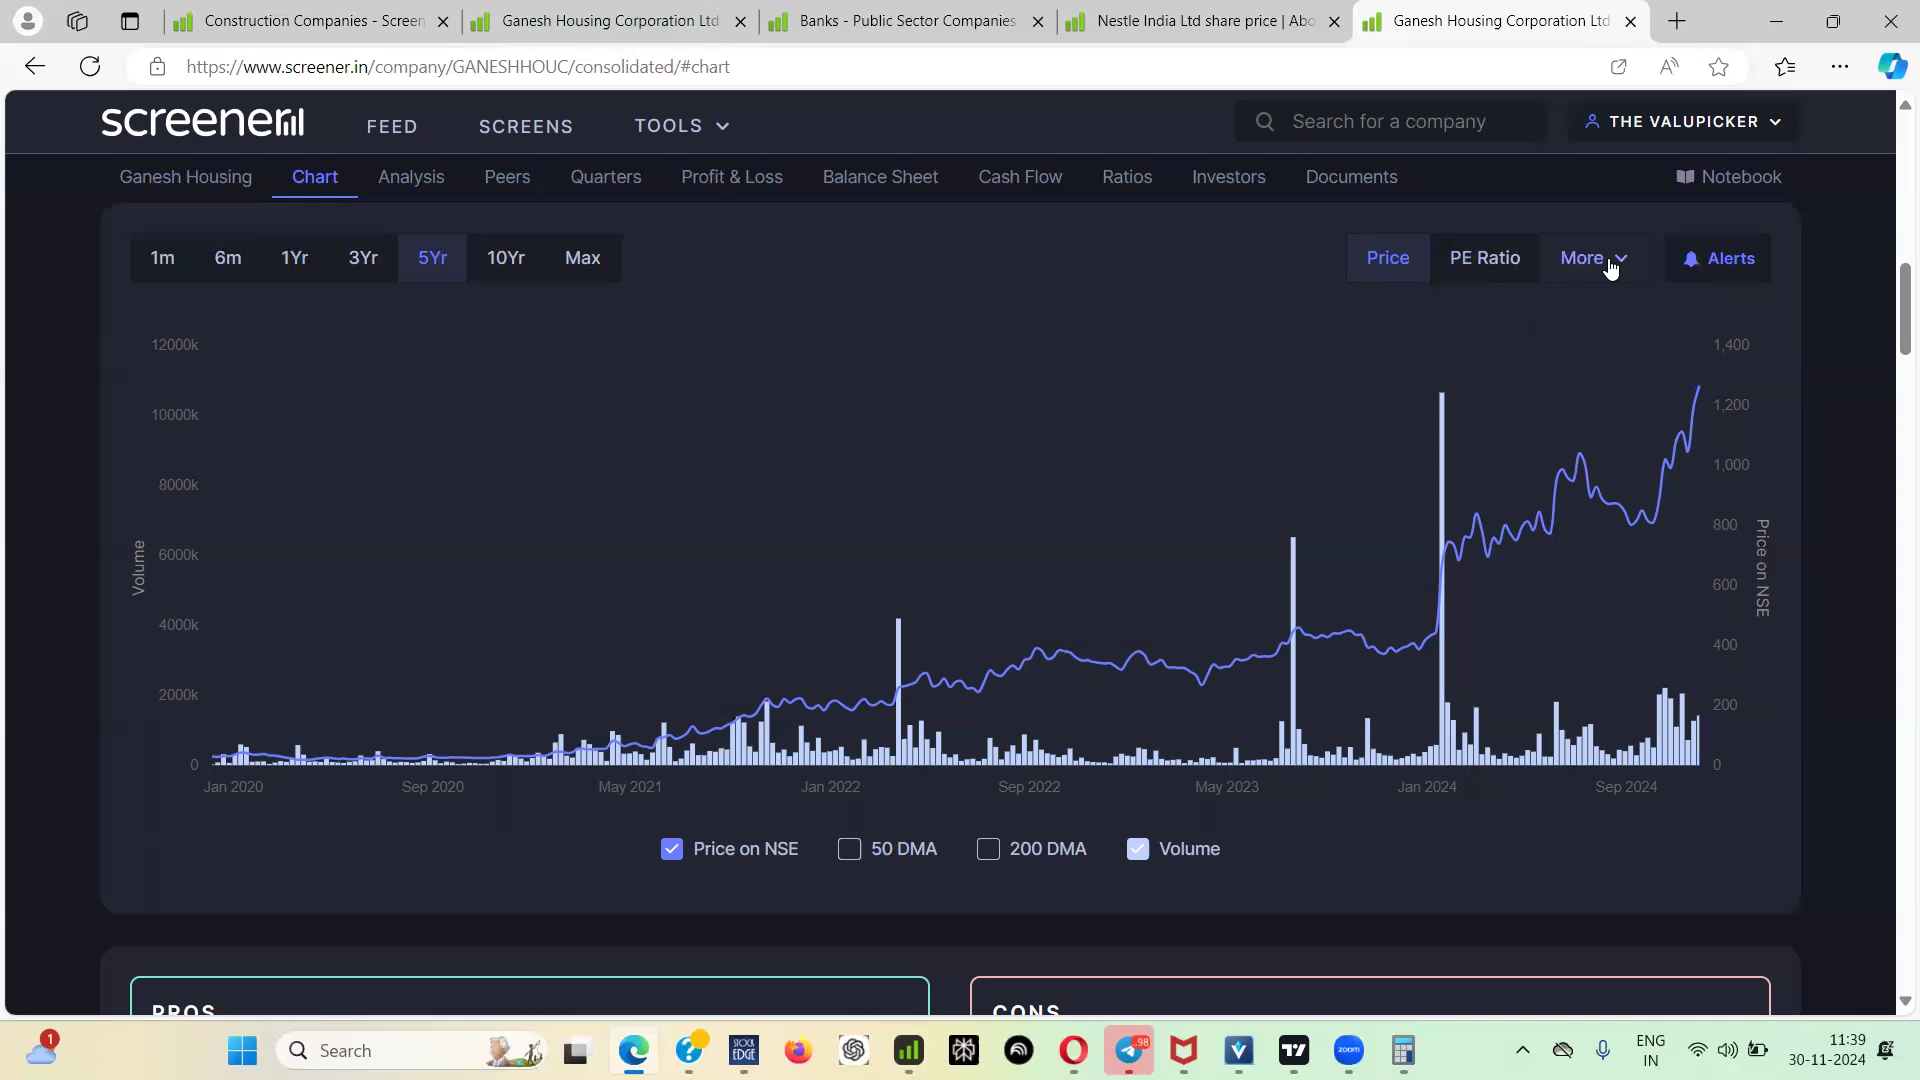 Construction Companies - Screen
Ganesh Housing Corporation Ltd
Banks - Public Sector Companies
Nestle India Ltd share price | Abo
Ganesh Housing Corporation Ltd
https://www.screener.in/company/GANESHHOUC/consolidated/#chart
screener
FEED
SCREENS
TOOLS
Search for a company
THE VALUPICKER
Ganesh Housing
Chart
Analysis
Peers
Quarters
Profit & Loss
Balance Sheet
Cash Flow
Ratios
Investors
Documents
Notebook
1m
6m
1Yr
3Yr
5Yr
10Yr
Max
Price
PE Ratio
More
Alerts
12000k
10000k
8000k
6000k
4000k
2000k
0
Volume
1,400
1,200
1,000
800
600
400
200
0
Price on NSE
Jan 2020
Sep 2020
May 2021
Jan 2022
Sep 2022
May 2023
Jan 2024
Sep 2024
Price on NSE
50 DMA
200 DMA
Volume
PROS
CONS
1
Search
STOCK
EDGE
98
zoom
ENG
IN
11:39
30-11-2024